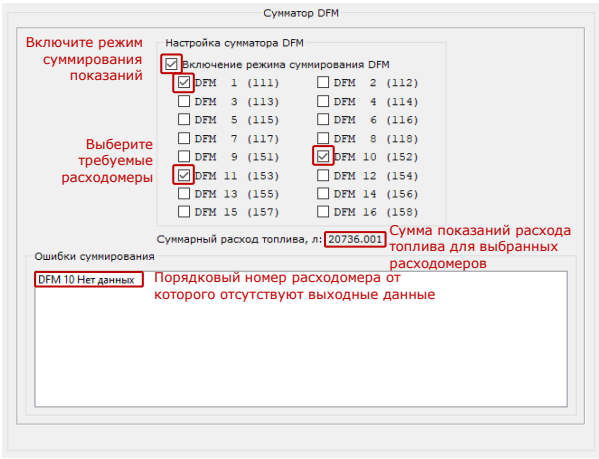 Сумматор DFM
Включите режим
суммирования
показаний
Настройка сумматора DFM
Включение режима суммирования DFM
DFM 1 (111) DFM 2 (112)
DFM 3 (113) DFM 4 (114)
DFM 5 (115) DFM 6 (116)
DFM 7 (117) DFM 8 (118)
DFM 9 (151) DFM 10 (152)
DFM 11 (153) DFM 12 (154)
DFM 13 (155) DFM 14 (156)
DFM 15 (157) DFM 16 (158)
Выберите
требуемые
расходомеры
Суммарный расход топлива, л: 20736.001
Сумма показаний расхода
топлива для выбранных
расходомеров
Ошибки суммирования
DFM 10 Нет данных
Порядковый номер расходомера от
которого отсутствуют выходные данные